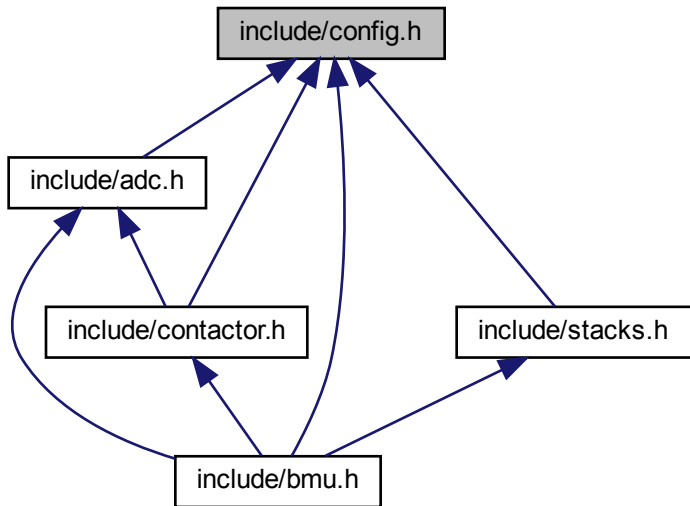 include/config.h
include/adc.h
include/contactor.h
include/stacks.h
include/bmu.h